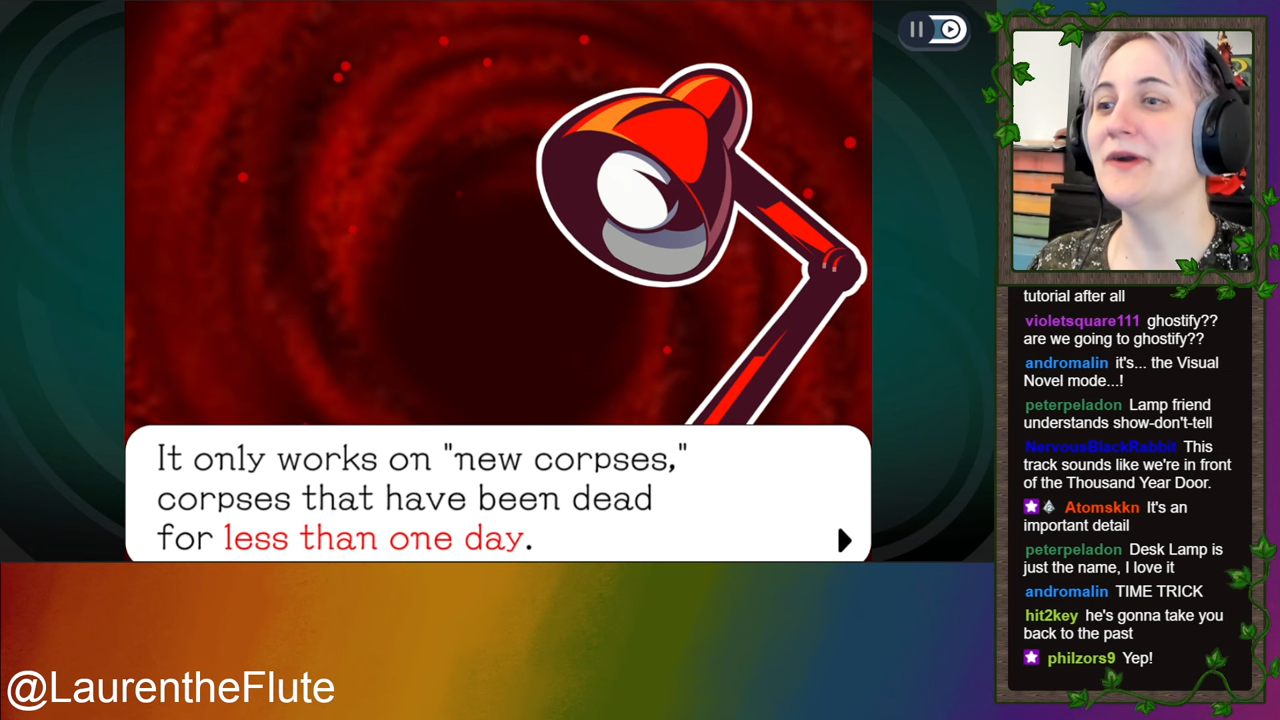 It only works on "new corpses,"
corpses that have been dead
for less than one day.
tutorial after all
violetsquare111 ghostify??
are we going to ghostify??
andromalin it's... the Visual
Novel mode...!
peterpeladon Lamp friend
understands show-don't-tell
NervousBlackRabbit This
track sounds like we're in front
of the Thousand Year Door.
Atomskkn It's an
important detail
peterpeladon Desk Lamp is
just the name, I love it
andromalin TIME TRICK
hit2key he's gonna take you
back to the past
philzors9 Yep!
@LaurentheFlute